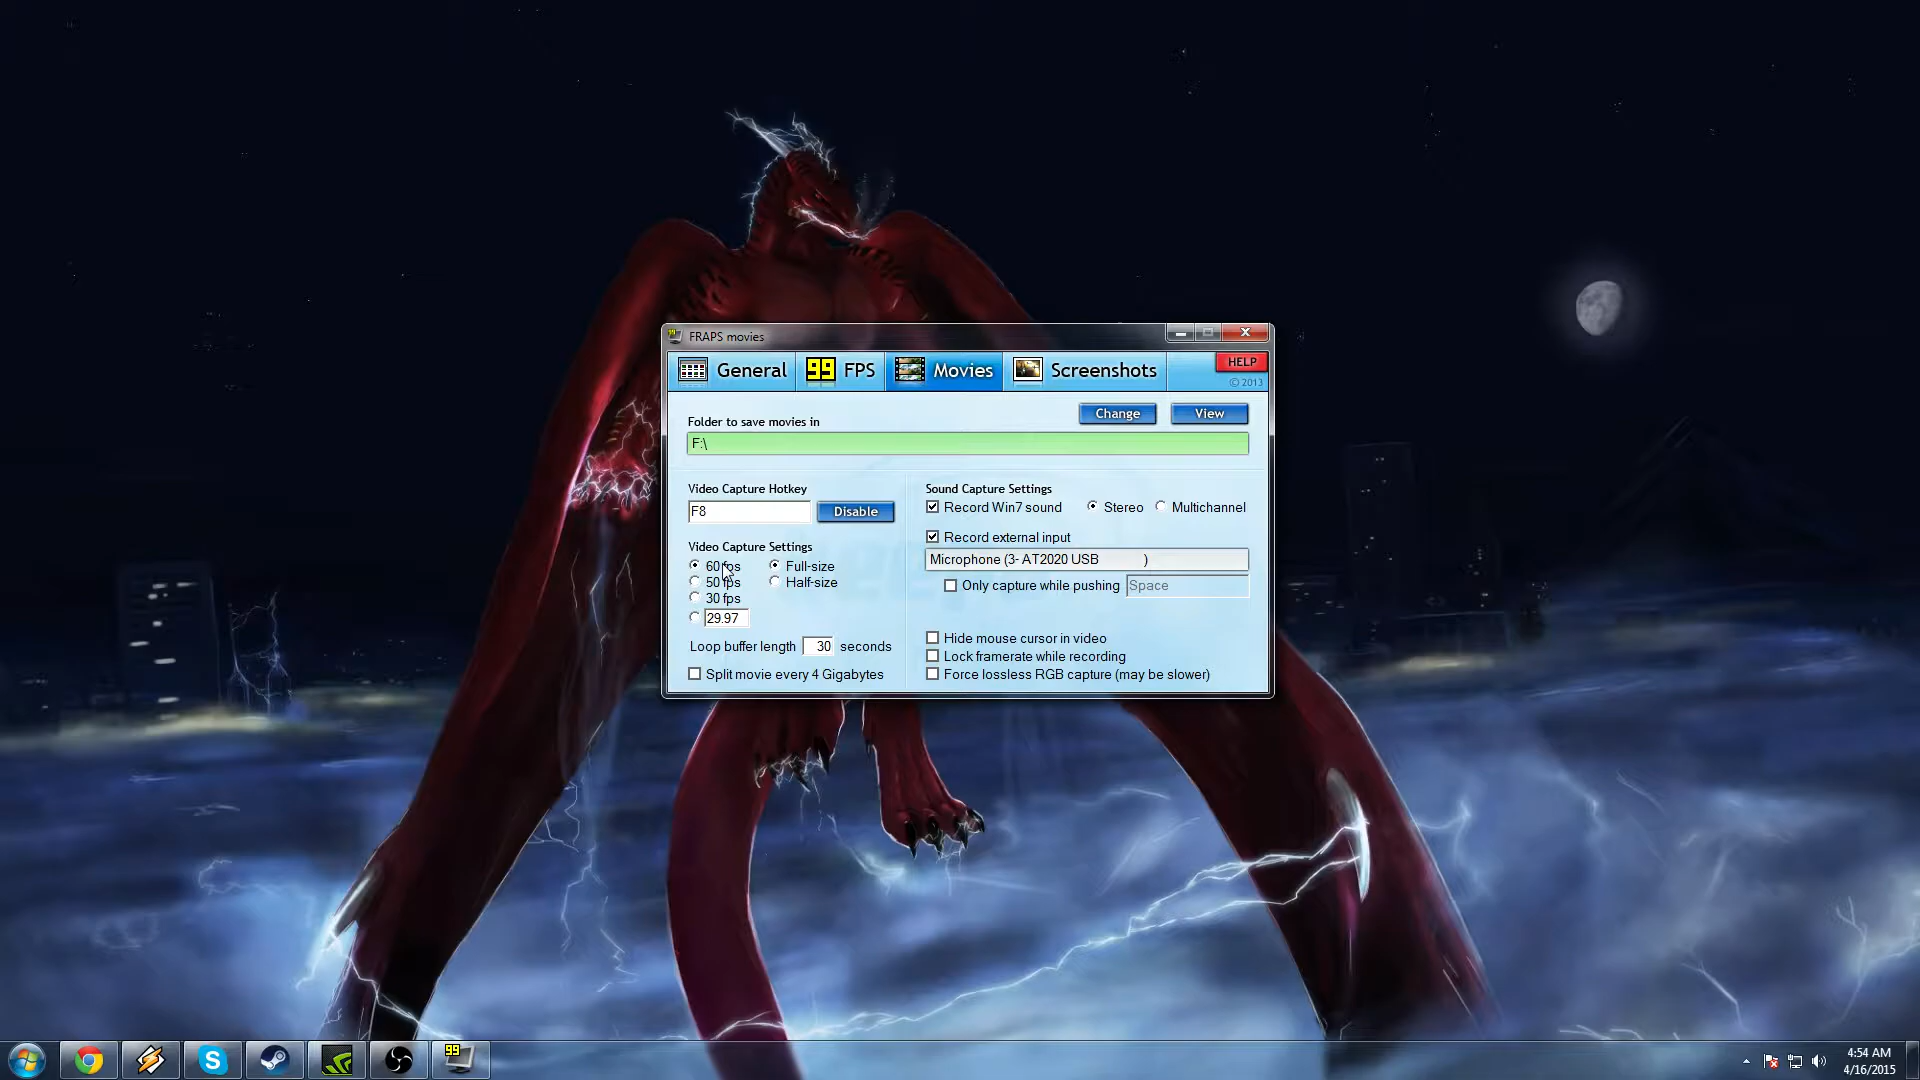 FRAPS movies
General
FPS
Movies
Screenshots
HELP
© 2013
Folder to save movies in
Change
View
F:\
Video Capture Hotkey
F8
Disable
Video Capture Settings
60 fps
50 fps
30 fps
29.97
Full-size
Half-size
Loop buffer length 30 seconds
Split movie every 4 Gigabytes
Sound Capture Settings
Record Win7 sound
Stereo
Multichannel
Record external input
Microphone (3- AT2020 USB )
Only capture while pushing Space
Hide mouse cursor in video
Lock framerate while recording
Force lossless RGB capture (may be slower)
99
4:54 AM
4/16/2015